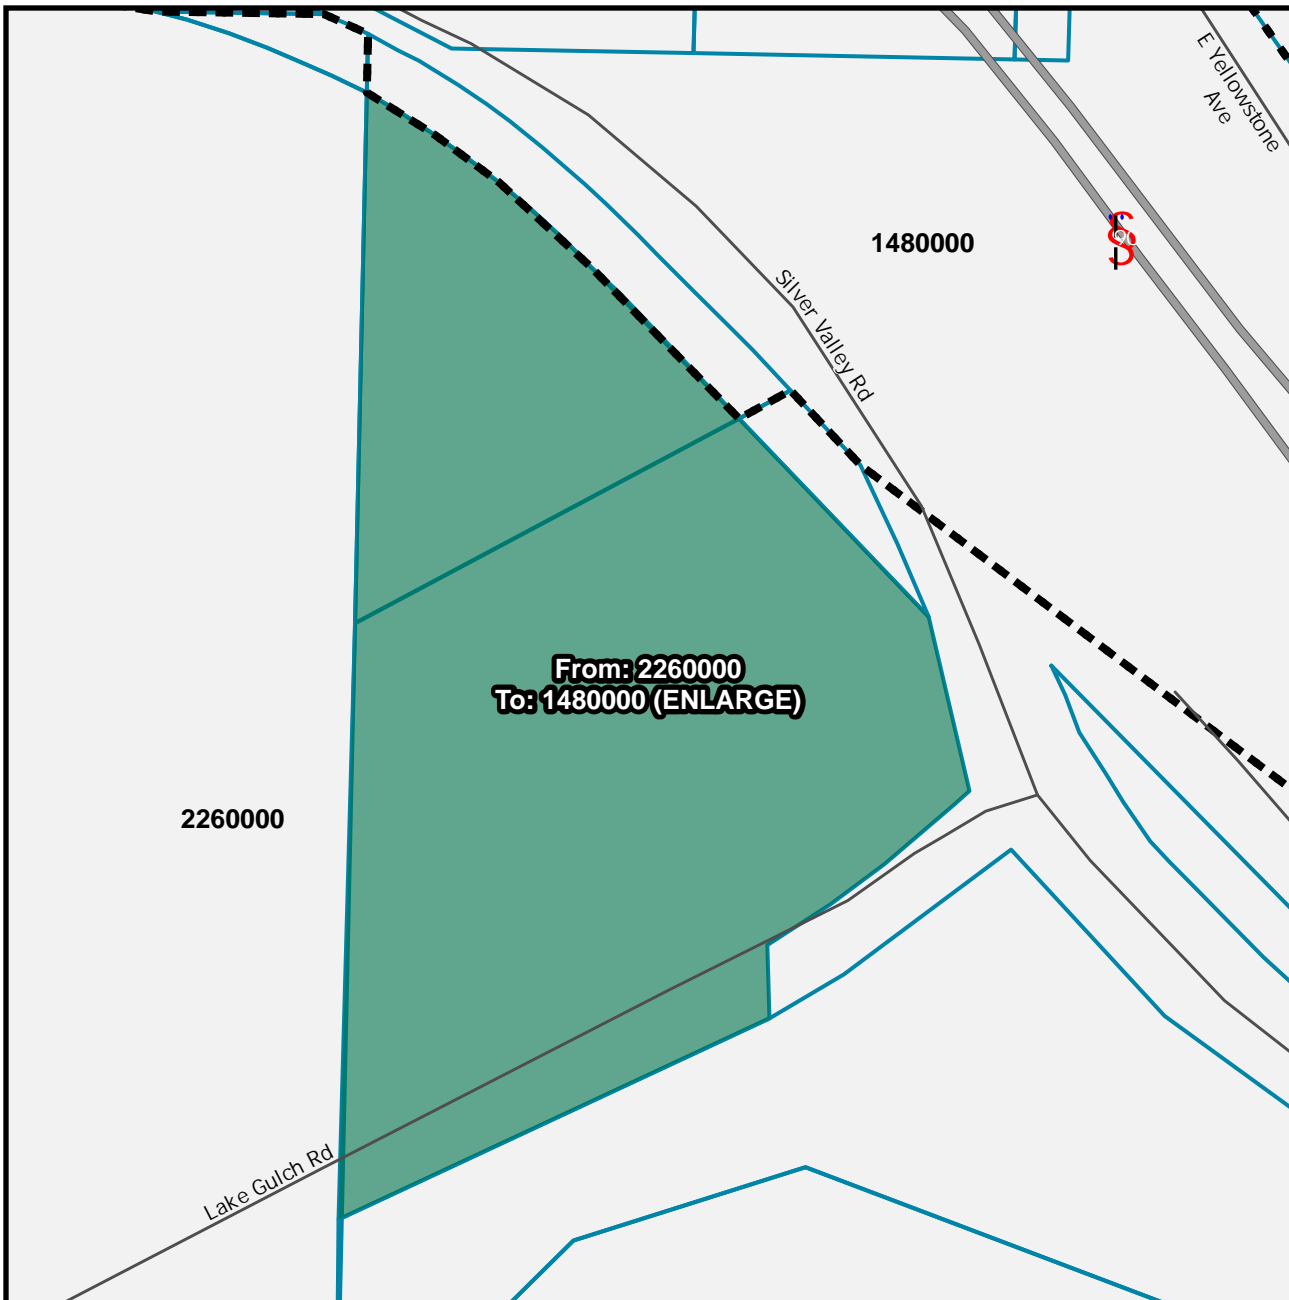 E Yellowstone
Ave
1480000
Silver Valley Rd
From: 2260000
To: 1480000 (ENLARGE)
2260000
Lake Gulch Rd